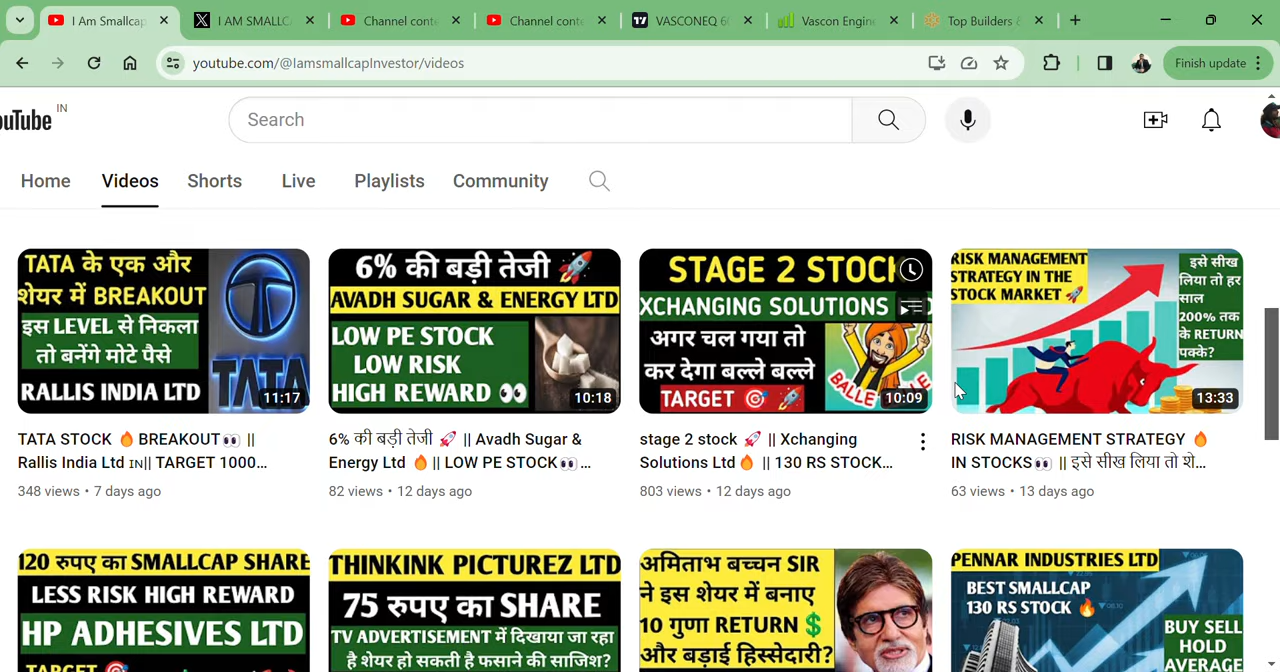 I Am Smallcap
I AM SMALLC
Channel conte
Channel conte
VASCONEQ 60
Vascon Engine
Top Builders &
youtube.com/@IamsmallcapInvestor/videos
Finish update
ouTube IN
Search
Home
Videos
Shorts
Live
Playlists
Community
TATA के एक और
शेयर में BREAKOUT
इस LEVEL से निकला
तो बनेंगे मोटे पैसे
RALLIS INDIA LTD
TATA
11:17
6% की बड़ी तेजी 🚀
AVADH SUGAR & ENERGY LTD
LOW PE STOCK
LOW RISK
HIGH REWARD 👀
10:18
STAGE 2 STOCK
XCHANGING SOLUTIONS
अगर चल गया तो
कर देगा बल्ले बल्ले
TARGET 🎯 🚀
BALLE
10:09
RISK MANAGEMENT
STRATEGY IN THE
STOCK MARKET 🚀
इसे सीख
लिया तो हर
साल
200% तक
के RETURN
पक्के?
13:33
TATA STOCK 🔥 BREAKOUT👀 ||
Rallis India Ltd 🇮🇳|| TARGET 1000...
348 views • 7 days ago
6% की बड़ी तेजी 🚀 || Avadh Sugar &
Energy Ltd 🔥 || LOW PE STOCK👀...
82 views • 12 days ago
stage 2 stock 🚀 || Xchanging
Solutions Ltd🔥 || 130 RS STOCK...
803 views • 12 days ago
RISK MANAGEMENT STRATEGY 🔥
IN STOCKS👀 || इसे सीख लिया तो शे...
63 views • 13 days ago
120 रुपए का SMALLCAP SHARE
LESS RISK HIGH REWARD
HP ADHESIVES LTD
TARGET 🎯
THINKINK PICTUREZ LTD
75 रुपए का SHARE
TV ADVERTISEMENT में दिखाया जा रहा
है शेयर हो सकती है फसाने की साजिश?
अमिताभ बच्चन SIR
ने इस शेयर में बनाए
10 गुणा RETURN 💲
और बड़ाई हिस्सेदारी?
PENNAR INDUSTRIES LTD
BEST SMALLCAP
130 RS STOCK 🔥
BUY SELL
HOLD
AVERAGE